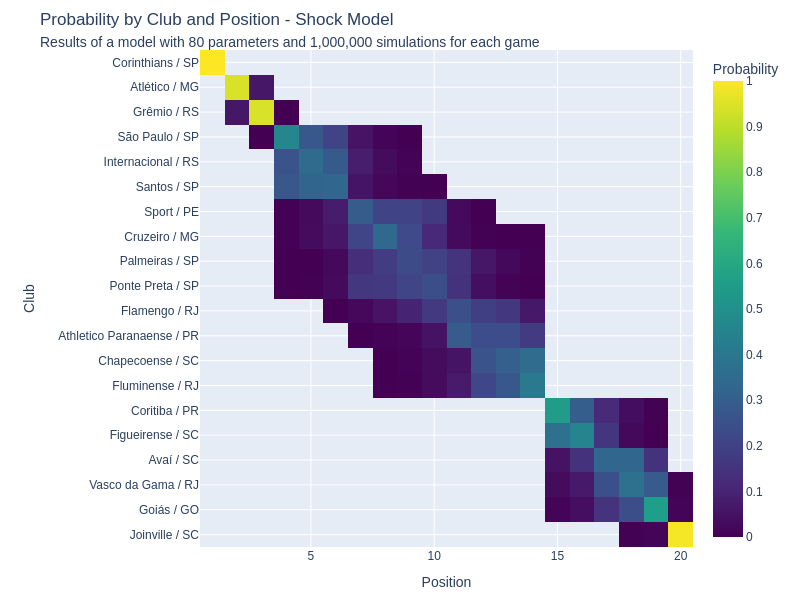 Probability by Club and Position - Shock Model
Results of a model with 80 parameters and 1,000,000 simulations for each game
Corinthians / SP
Atlético / MG
Grêmio / RS
São Paulo / SP
Internacional / RS
Santos / SP
Sport / PE
Cruzeiro / MG
Palmeiras / SP
Ponte Preta / SP
Flamengo / RJ
Athletico Paranaense / PR
Chapecoense / SC
Fluminense / RJ
Coritiba / PR
Figueirense / SC
Avaí / SC
Vasco da Gama / RJ
Goiás / GO
Joinville / SC
Club
5 10 15 20
Position
Probability
1
0.9
0.8
0.7
0.6
0.5
0.4
0.3
0.2
0.1
0